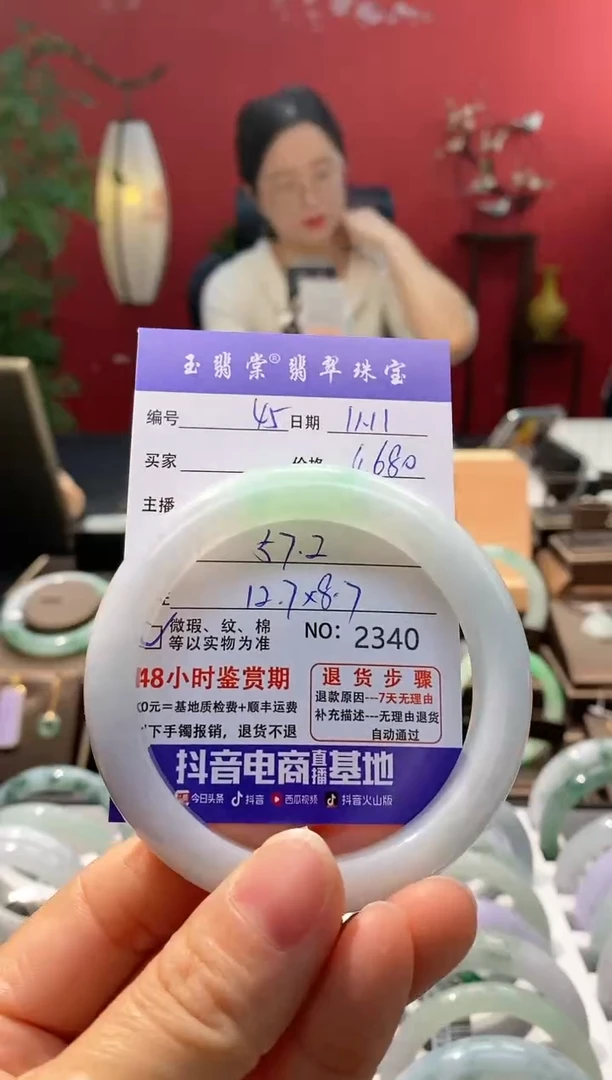 玉翡棠®翡翠珠宝
编号 45 日期 11.11
买家 价格 1680
主播
57.2
12.7×8.7
微瑕、纹、棉
等以实物为准
NO: 2340
48小时鉴赏期
0元=基地质检费+顺丰运费
下手镯报销，退货不退
退货步骤
退款原因---7天无理由
补充描述---无理由退货
自动通过
抖音电商直播基地
今日头条 抖音 西瓜视频 抖音火山版